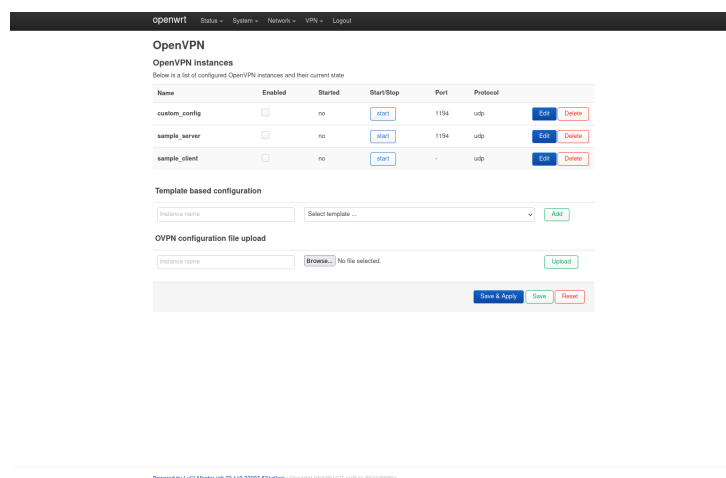 openwrt Status System Network VPN Logout
OpenVPN
OpenVPN instances
Below is a list of configured OpenVPN instances and their current state
Name Enabled Started Start/Stop Port Protocol
custom_config no start 1194 udp Edit Delete
sample_server no start 1194 udp Edit Delete
sample_client no start - udp Edit Delete
Template based configuration
Instance name Select template ... Add
OVPN configuration file upload
Instance name Browse... No file selected. Upload
Save & Apply Save Reset